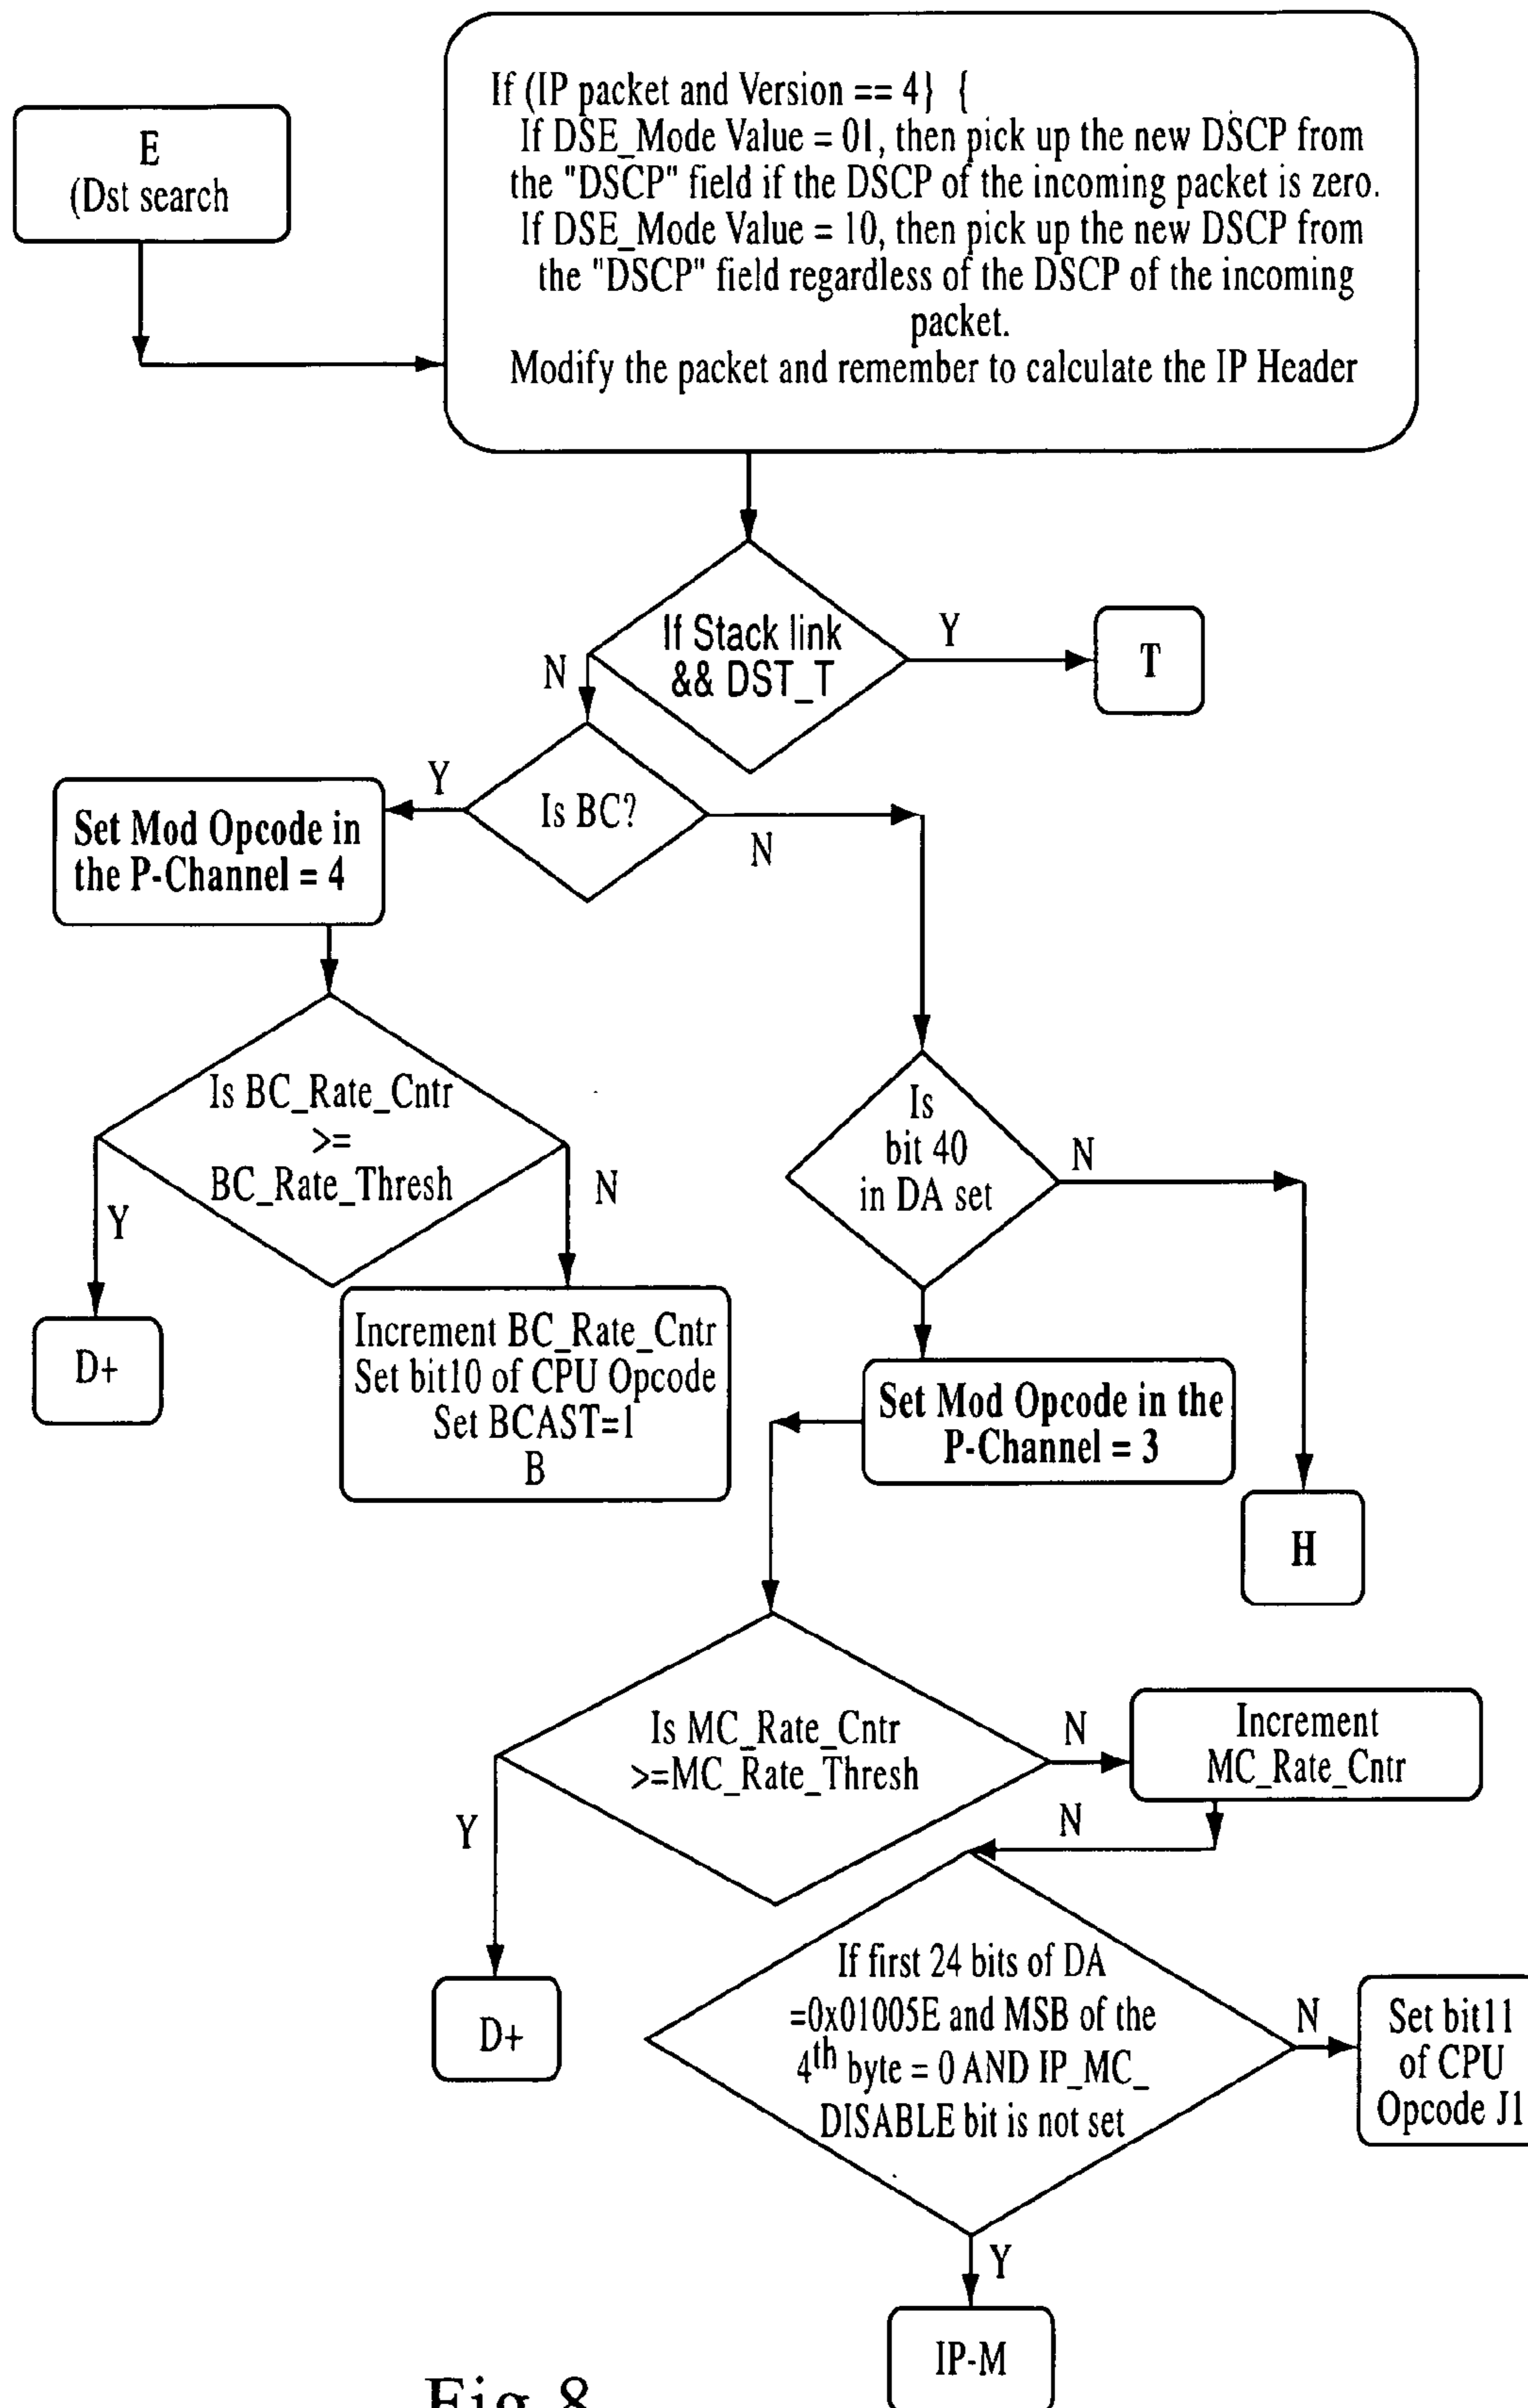 E
(Dst search
If (IP packet and Version == 4} {
If DSE_Mode Value = 01, then pick up the new DSCP from
the "DSCP" field if the DSCP of the incoming packet is zero.
If DSE_Mode Value = 10, then pick up the new DSCP from
the "DSCP" field regardless of the DSCP of the incoming
packet.
Modify the packet and remember to calculate the IP Header
If Stack link
&& DST_T
Y
T
N
Is BC?
Y
N
Set Mod Opcode in
the P-Channel = 4
Is BC_Rate_Cntr
>=
BC_Rate_Thresh
Y
N
D+
Increment BC_Rate_Cntr
Set bit10 of CPU Opcode
Set BCAST=1
B
Is
bit 40
in DA set
N
Set Mod Opcode in the
P-Channel = 3
H
Is MC_Rate_Cntr
>=MC_Rate_Thresh
N
Increment
MC_Rate_Cntr
Y
N
D+
If first 24 bits of DA
=0x01005E and MSB of the
4th byte = 0 AND IP_MC_
DISABLE bit is not set
N
Set bit11
of CPU
Opcode J1
Y
IP-M
Fig.8